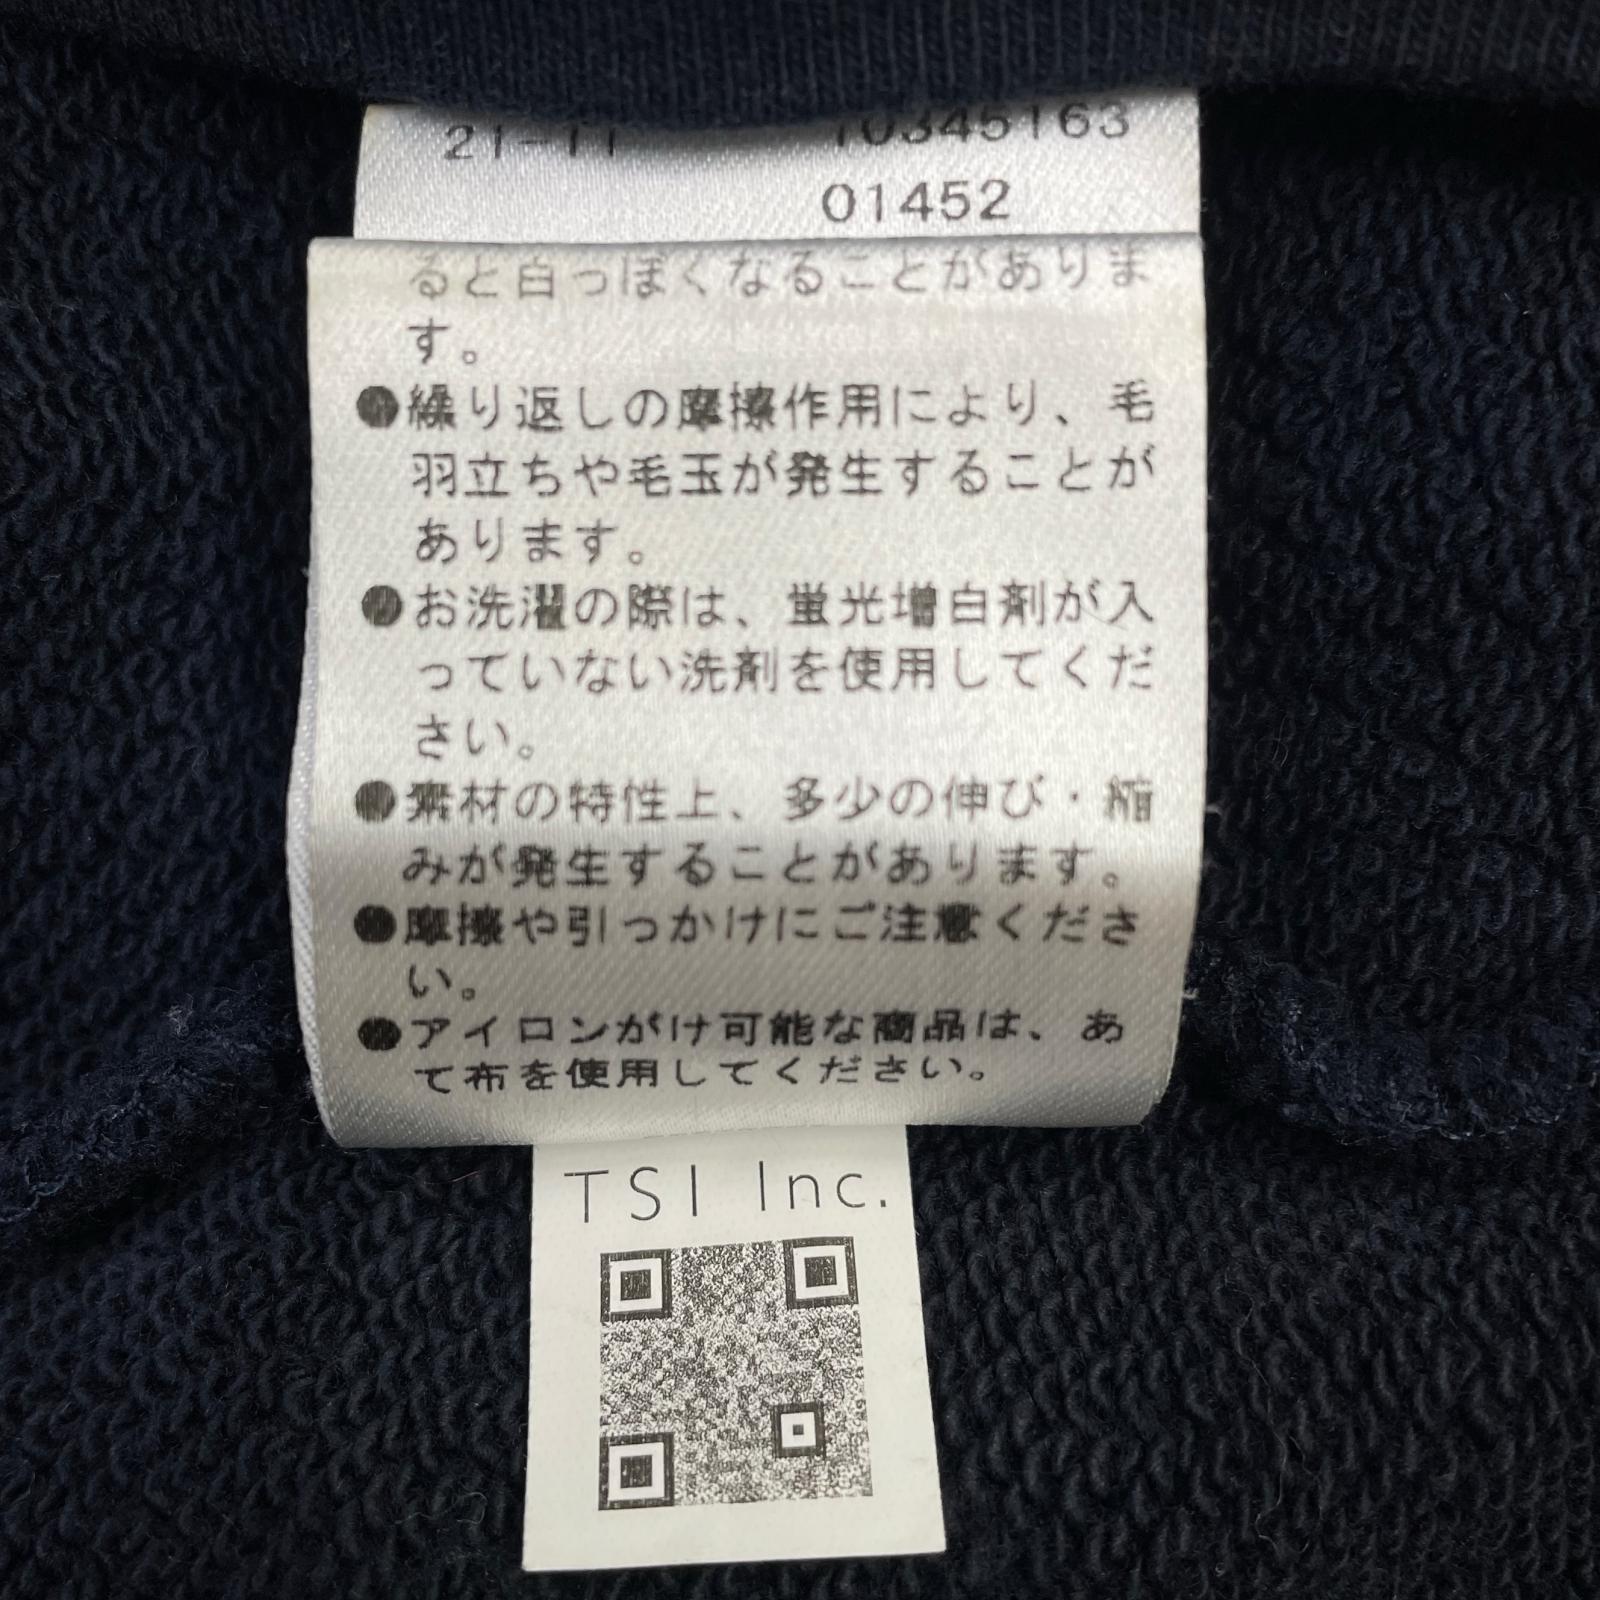 21-11 10345163
01452
ると白っぽくなることがありま
す。
●繰り返しの摩擦作用により、毛
羽立ちや毛玉が発生することが
あります。
●お洗濯の際は、蛍光増白剤が入
っていない洗剤を使用してくだ
さい。
●素材の特性上、多少の伸び・縮
みが発生することがあります。
●摩擦や引っかけにご注意くださ
い。
●アイロンがけ可能な商品は、あ
て布を使用してください。
TSI Inc.